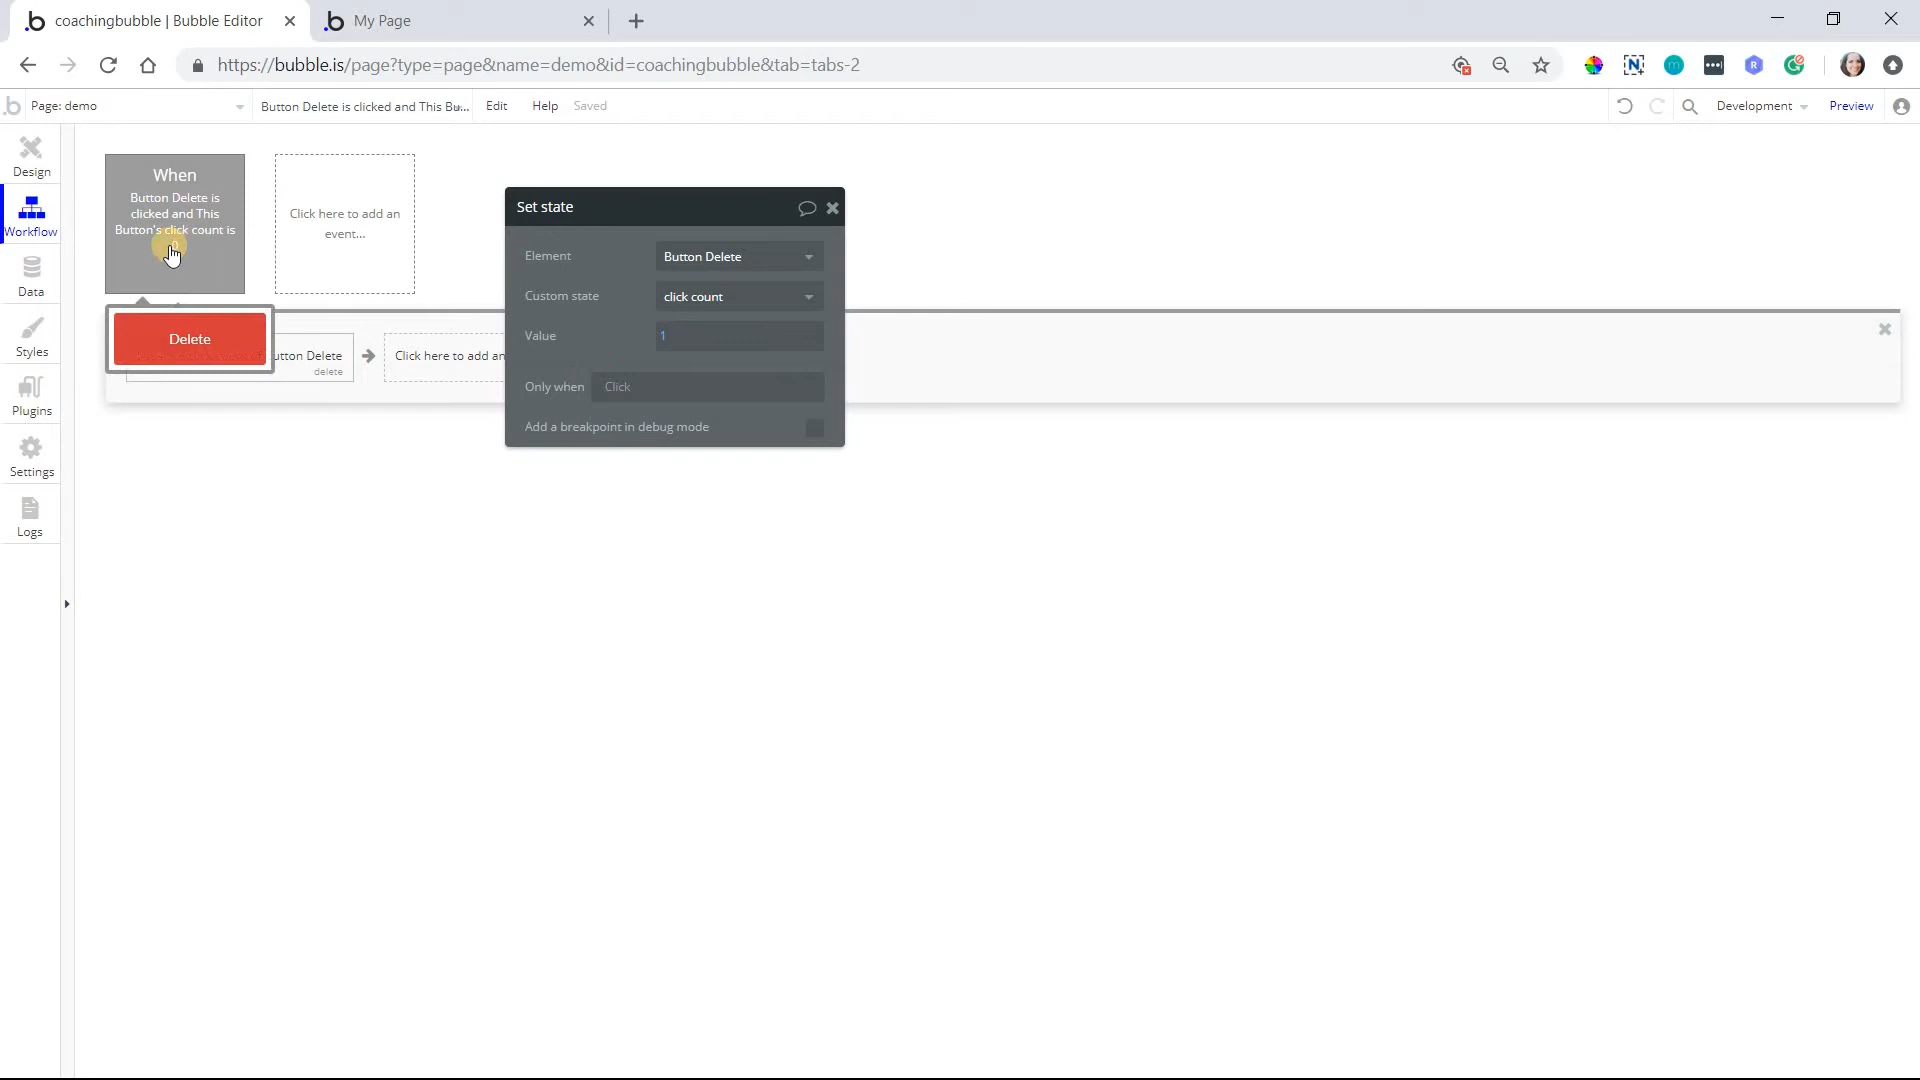 coachingbubble | Bubble Editor
My Page
https://bubble.is/page?type=page&name=demo&id=coachingbubble&tab=tabs-2
Page: demo
Button Delete is clicked and This Bu...
Edit
Help
Saved
Development
Preview
Design
Workflow
Data
Styles
Plugins
Settings
Logs
When
Button Delete is
clicked and This
Button's click count is
0
Click here to add an
event...
Delete
utton Delete
delete
Click here to add an
Set state
Element
Button Delete
Custom state
click count
Value
1
Only when
Click
Add a breakpoint in debug mode